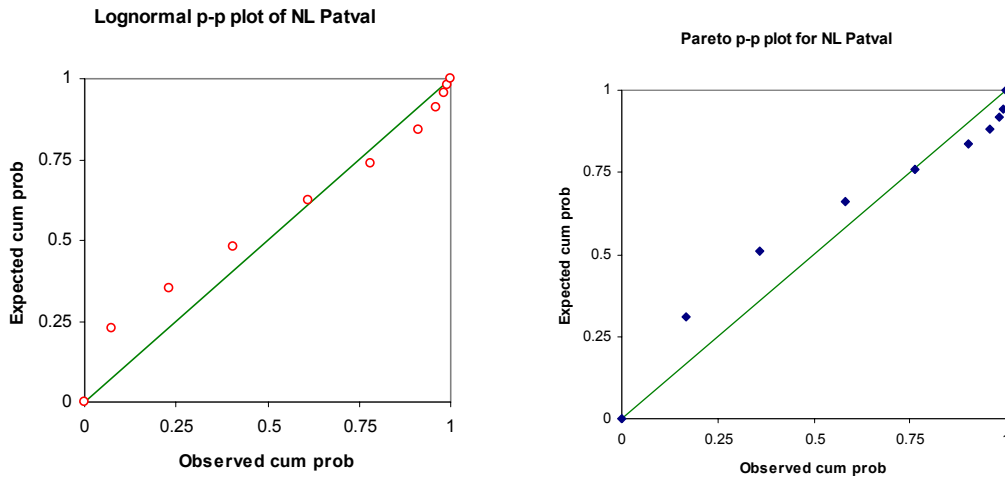 Lognormal p-p plot of NL Patval
1
0.75
0.5
0.25
0
Expected cum prob
0 0.25 0.5 0.75 1
Observed cum prob
Pareto p-p plot for NL Patval
1
0.75
0.5
0.25
0
Expected cum prob
0 0.25 0.5 0.75 1
Observed cum prob